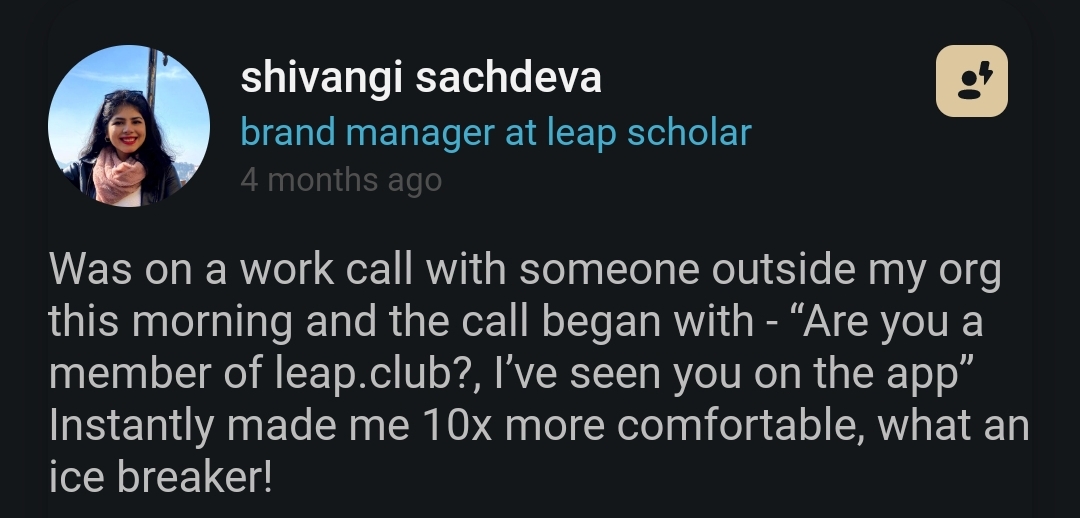 shivangi sachdeva
brand manager at leap scholar
4 months ago
Was on a work call with someone outside my org
this morning and the call began with - “Are you a
member of leap.club?, I’ve seen you on the app”
Instantly made me 10x more comfortable, what an
ice breaker!